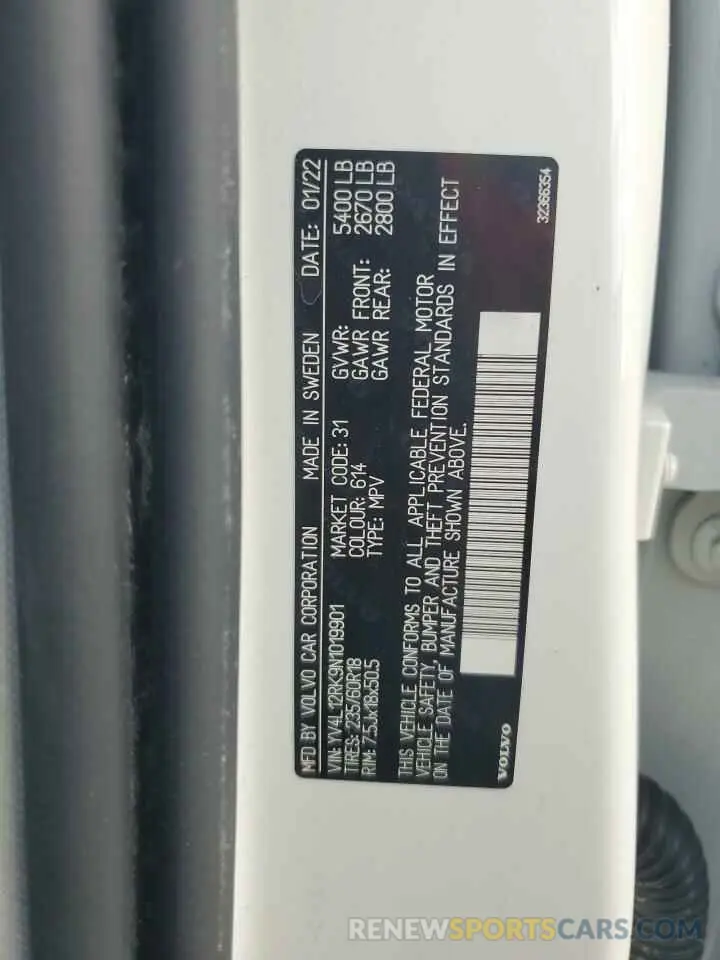 MFD BY VOLVO CAR CORPORATION MADE IN SWEDEN DATE: 01/22
VIN: YV4L12RK9N1019901 MARKET CODE: 31 GVWR: 5400 LB
TIRES: 235/60R18 COLOUR: 614 GAWR FRONT: 2670 LB
RIM: 7.5Jx18x50.5 TYPE: MPV GAWR REAR: 2800 LB
THIS VEHICLE CONFORMS TO ALL APPLICABLE FEDERAL MOTOR
VEHICLE SAFETY, BUMPER AND THEFT PREVENTION STANDARDS IN EFFECT
ON THE DATE OF MANUFACTURE SHOWN ABOVE.
VOLVO
32366354
RENEWSPORTSCARS.COM